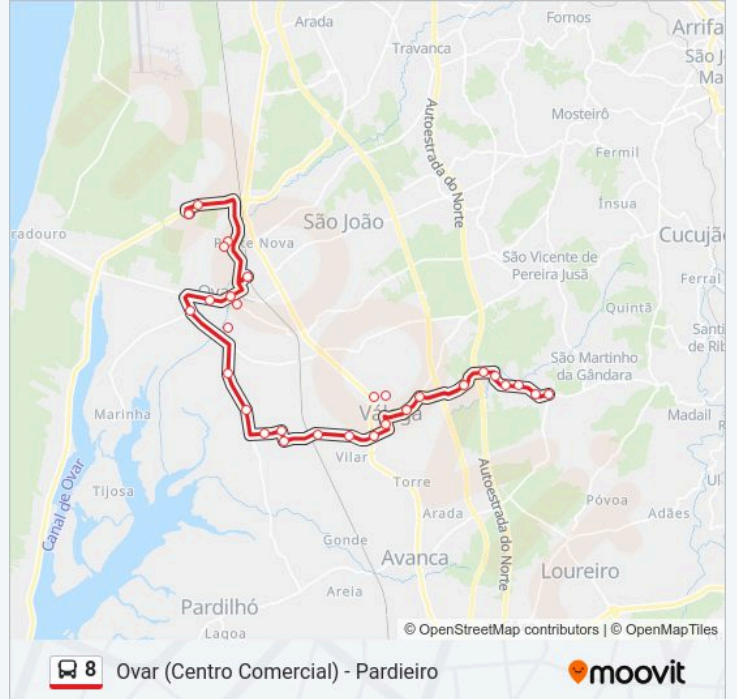 Arada
Fornos
Arrifa
Travanca
São J
Ma
Autoestrada do Norte
Mosteirô
Fermil
Ínsua
São João
radouro
Cucujã
São Vicente de
Pereira Jusã
Ferral
Ovar
Quintã
Santi
de Rib
São Martinho
da Gândara
Marinha
Válega
Madail
Vilar
Canal de Ovar
Tijosa
Torre
Autoestrada do Norte
Póvoa
Ul
Arada
Adães
Gonde
Avanca
Loureiro
Areia
Pardilhó
Lagoa
© OpenStreetMap contributors | © OpenMapTiles
8 Ovar (Centro Comercial) - Pardieiro
moovit